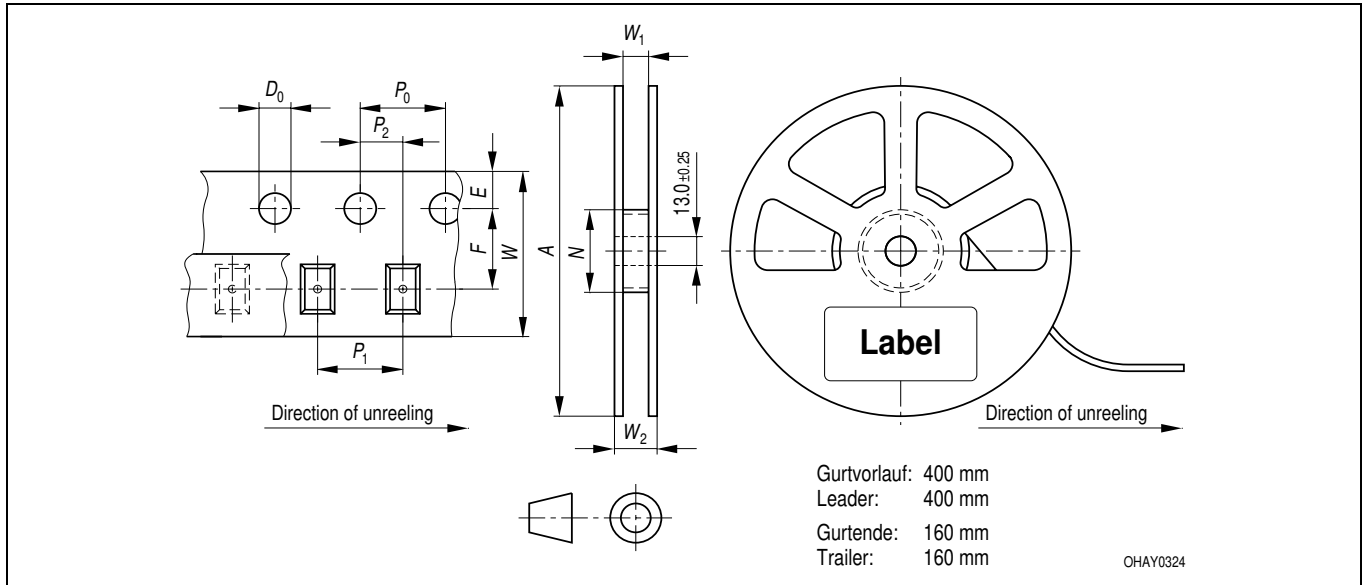 W1
D0
P0
P2
E
F
W
A
N
13.0±0.25
P1
W2
Label
Direction of unreeling
Direction of unreeling
Gurtvorlauf: 400 mm
Leader: 400 mm
Gurtende: 160 mm
Trailer: 160 mm
OHAY0324